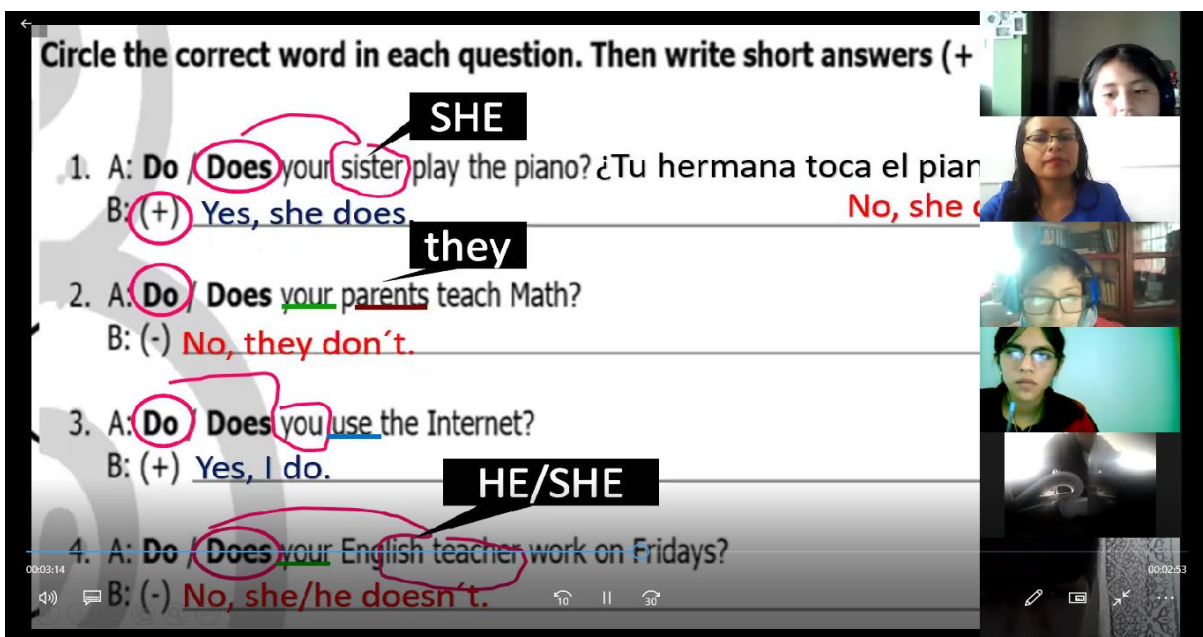 Circle the correct word in each question. Then write short answers (+
SHE
1. A: Do / Does your sister play the piano? ¿Tu hermana toca el pian
B: (+) Yes, she does. No, she
they
2. A: Do / Does your parents teach Math?
B: (-) No, they don´t.
3. A: Do / Does you use the Internet?
B: (+) Yes, I do.
HE/SHE
4. A: Do / Does your English teacher work on Fridays?
00:03:14 00:02:53
B: (-) No, she/he doesn´t.
10 30